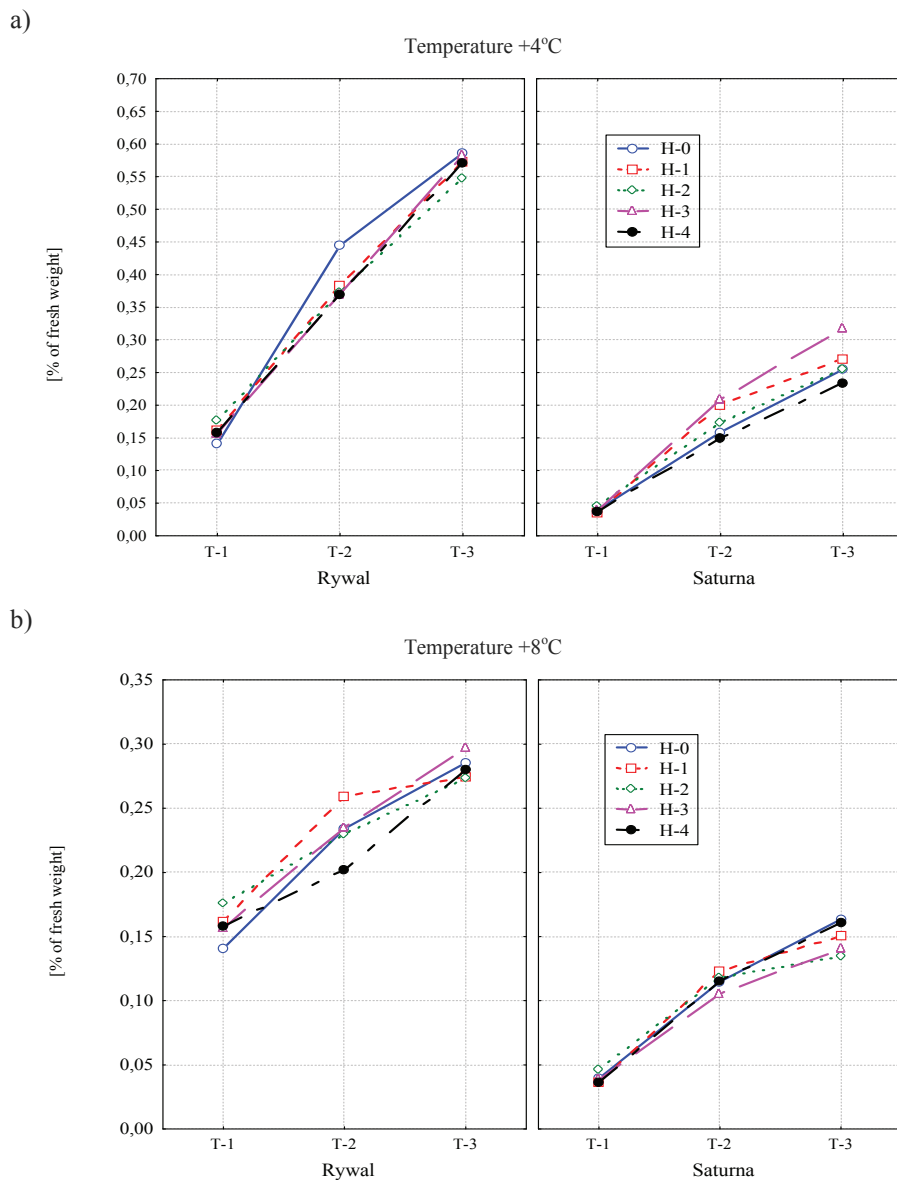 a)
Temperature +4°C
0,70
0,65
0,60
0,55
0,50
0,45
0,40
0,35
0,30
0,25
0,20
0,15
0,10
0,05
0,00
[% of fresh weight]
H-0
H-1
H-2
H-3
H-4
T-1 T-2 T-3 T-1 T-2 T-3
Rywal Saturna
b)
Temperature +8°C
0,35
0,30
0,25
0,20
0,15
0,10
0,05
0,00
[% of fresh weight]
H-0
H-1
H-2
H-3
H-4
T-1 T-2 T-3 T-1 T-2 T-3
Rywal Saturna